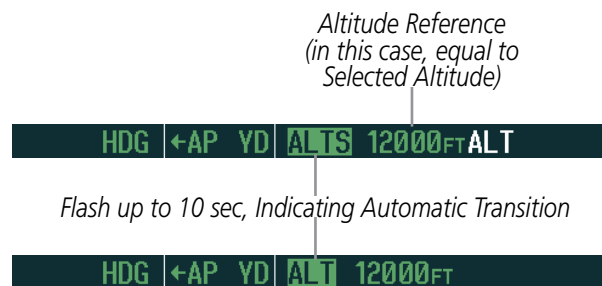 Altitude Reference
(in this case, equal to
Selected Altitude)
HDG ←AP YD ALTS 12000FT ALT
Flash up to 10 sec, Indicating Automatic Transition
HDG ←AP YD ALT 12000FT